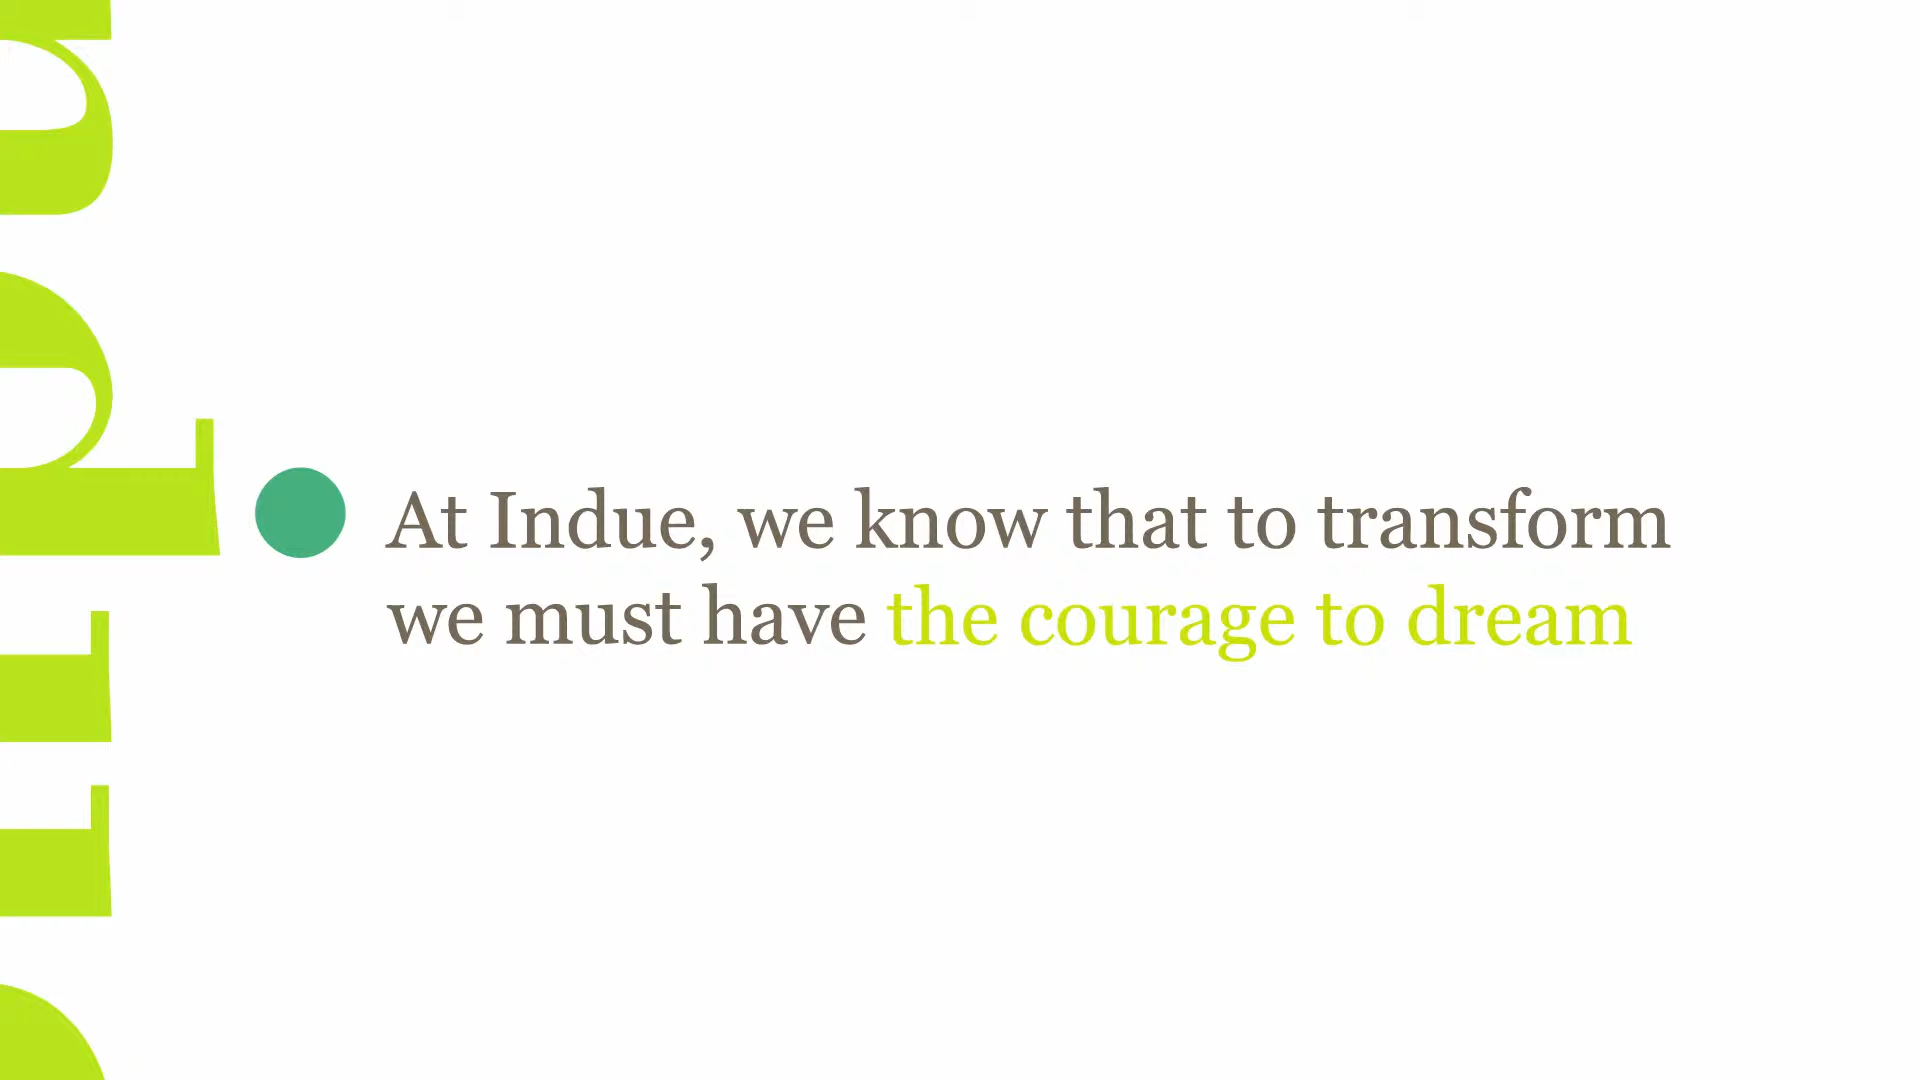 At Indue, we know that to transform
we must have the courage to dream